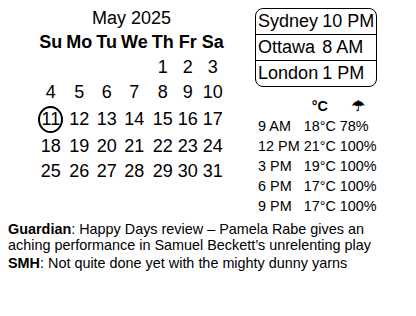 May 2025
Su Mo Tu We Th Fr Sa
1 2 3
4 5 6 7 8 9 10
11 12 13 14 15 16 17
18 19 20 21 22 23 24
25 26 27 28 29 30 31
Sydney 10 PM
Ottawa 8 AM
London 1 PM
°C ☂
9 AM 18°C 78%
12 PM 21°C 100%
3 PM 19°C 100%
6 PM 17°C 100%
9 PM 17°C 100%
Guardian: Happy Days review – Pamela Rabe gives an
aching performance in Samuel Beckett’s unrelenting play
SMH: Not quite done yet with the mighty dunny yarns